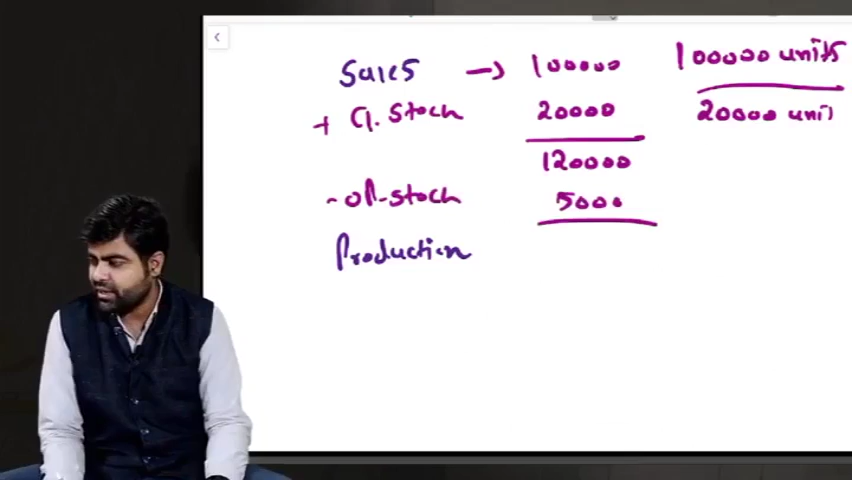 Sales → 100000 100000 units
+ Cl. Stock 20000 20000 unit
120000
- OP-stock 5000
Production